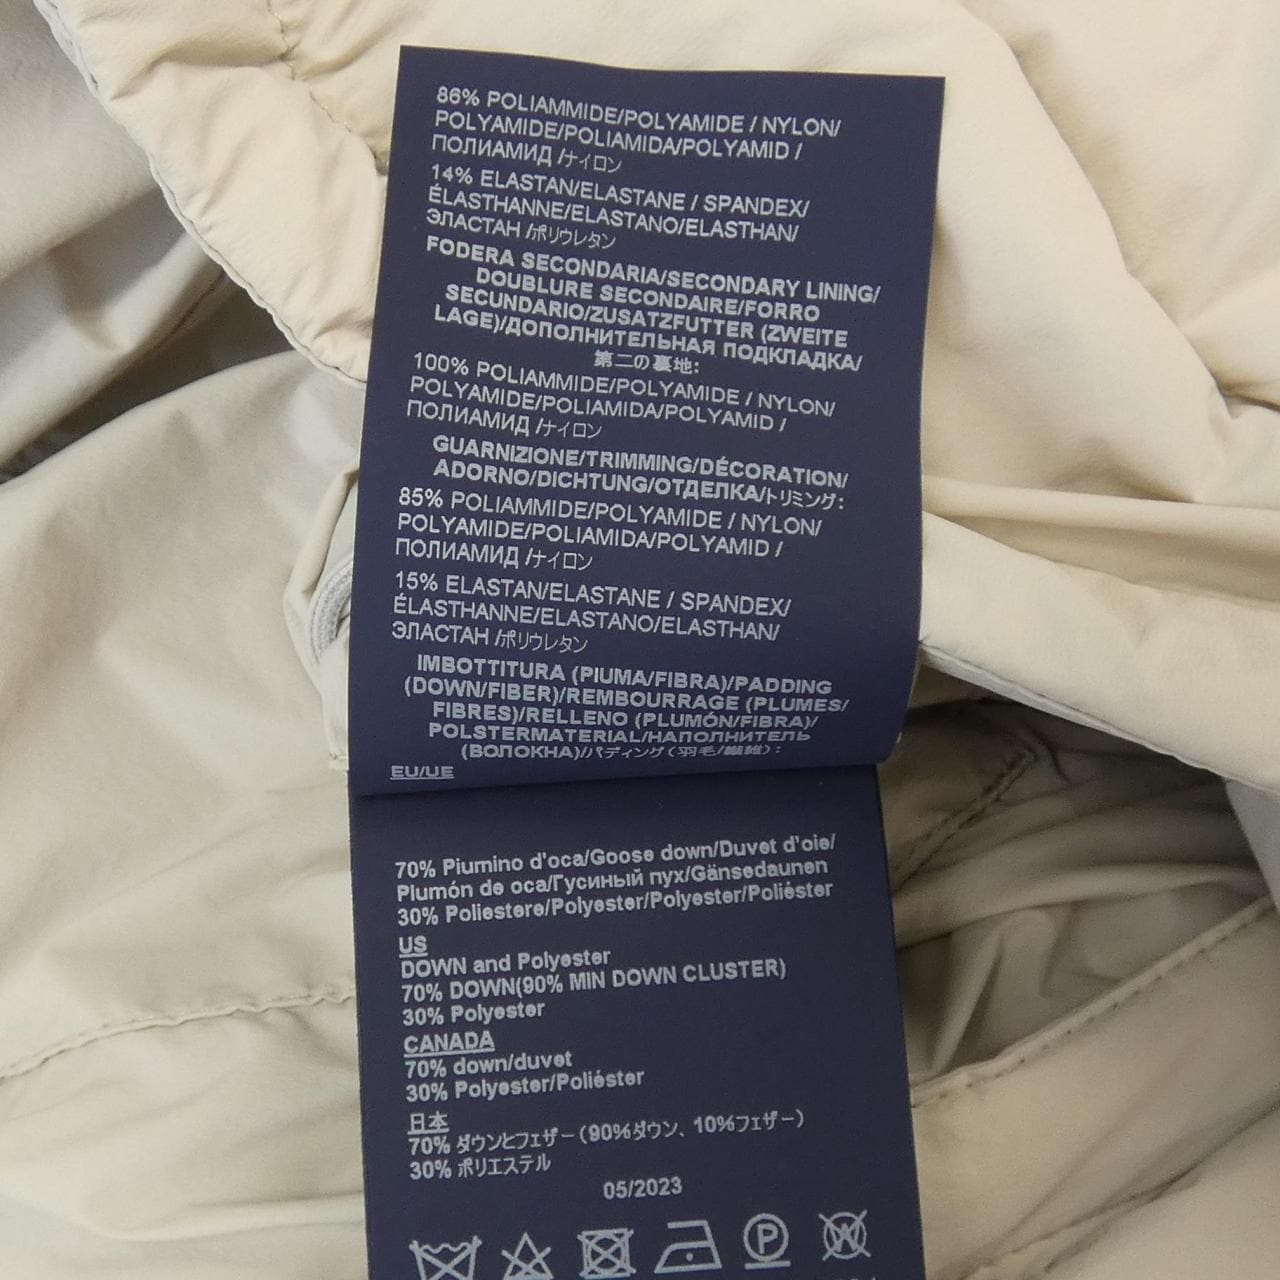 86% POLIAMMIDE/POLYAMIDE / NYLON/
POLYAMIDE/POLIAMIDA/POLYAMID /
ПОЛИАМИД /ナイロン
14% ELASTAN/ELASTANE / SPANDEX/
ÉLASTHANNE/ELASTANO/ELASTHAN/
ЭЛАСТАН /ポリウレタン
FODERA SECONDARIA/SECONDARY LINING/
DOUBLURE SECONDAIRE/FORRO
SECUNDARIO/ZUSATZFUTTER (ZWEITE
LAGE)/ДОПОЛНИТЕЛЬНАЯ ПОДКЛАДКА/
第二の裏地:
100% POLIAMMIDE/POLYAMIDE / NYLON/
POLYAMIDE/POLIAMIDA/POLYAMID /
ПОЛИАМИД /ナイロン
GUARNIZIONE/TRIMMING/DÉCORATION/
ADORNO/DICHTUNG/ОТДЕЛКА/トリミング:
85% POLIAMMIDE/POLYAMIDE / NYLON/
POLYAMIDE/POLIAMIDA/POLYAMID /
ПОЛИАМИД /ナイロン
15% ELASTAN/ELASTANE / SPANDEX/
ÉLASTHANNE/ELASTANO/ELASTHAN/
ЭЛАСТАН /ポリウレタン
IMBOTTITURA (PIUMA/FIBRA)/PADDING
(DOWN/FIBER)/REMBOURRAGE (PLUMES/
FIBRES)/RELLENO (PLUMÓN/FIBRA)/
POLSTERMATERIAL/НАПОЛНИТЕЛЬ
(ВОЛОКНА)/パディング(羽毛/繊維):
EU/UE
70% Piumino d'oca/Goose down/Duvet d'oie/
Plumón de oca/Гусиный пух/Gänsedaunen
30% Poliestere/Polyester/Polyester/Poliéster
US
DOWN and Polyester
70% DOWN(90% MIN DOWN CLUSTER)
30% Polyester
CANADA
70% down/duvet
30% Polyester/Poliéster
日本
70% ダウンとフェザー(90%ダウン、10%フェザー)
30% ポリエステル
05/2023
P
W